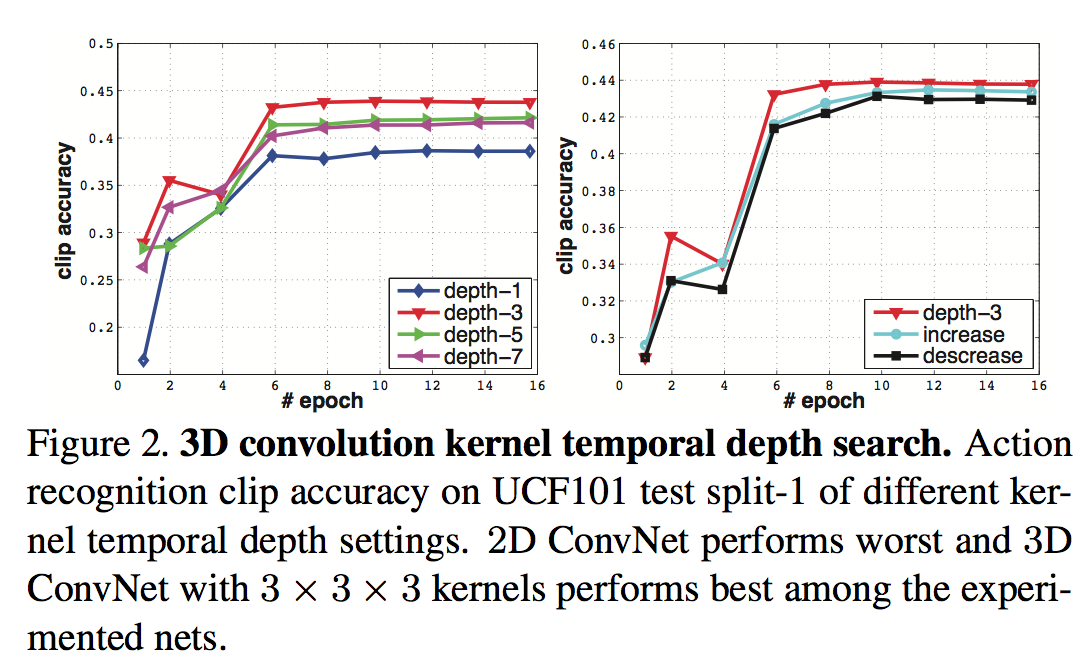 0.5
0.45
0.4
0.35
0.3
0.25
0.2
clip accuracy
depth-1
depth-3
depth-5
depth-7
0 2 4 6 8 10 12 14 16
# epoch
0.46
0.44
0.42
0.4
0.38
0.36
0.34
0.32
0.3
clip accuracy
depth-3
increase
descrease
0 2 4 6 8 10 12 14 16
# epoch
Figure 2. 3D convolution kernel temporal depth search. Action
recognition clip accuracy on UCF101 test split-1 of different ker-
nel temporal depth settings. 2D ConvNet performs worst and 3D
ConvNet with 3 × 3 × 3 kernels performs best among the experi-
mented nets.